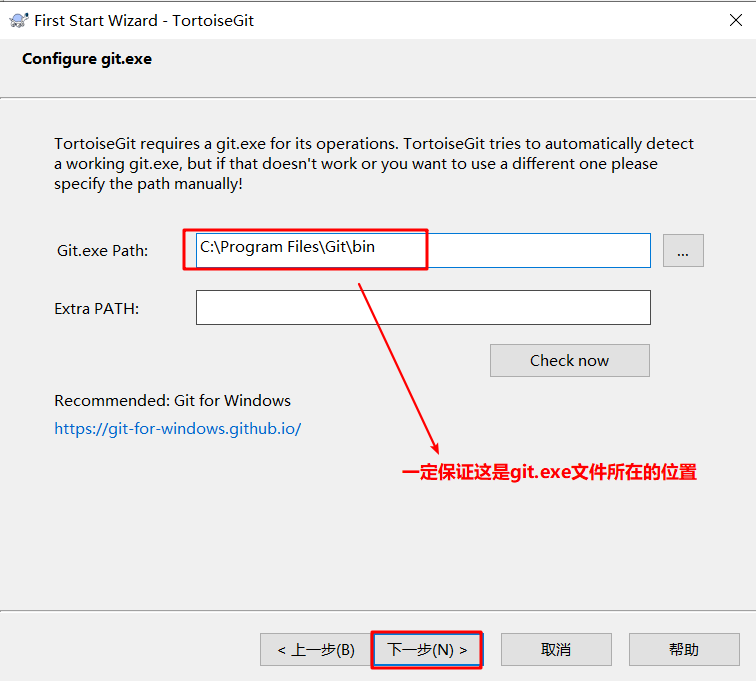 First Start Wizard - TortoiseGit
Configure git.exe
TortoiseGit requires a git.exe for its operations. TortoiseGit tries to automatically detect
a working git.exe, but if that doesn't work or you want to use a different one please
specify the path manually!
Git.exe Path:
C:\Program Files\Git\bin
...
Extra PATH:
Check now
Recommended: Git for Windows
https://git-for-windows.github.io/
一定保证这是git.exe文件所在的位置
< 上一步(B)
下一步(N) >
取消
帮助